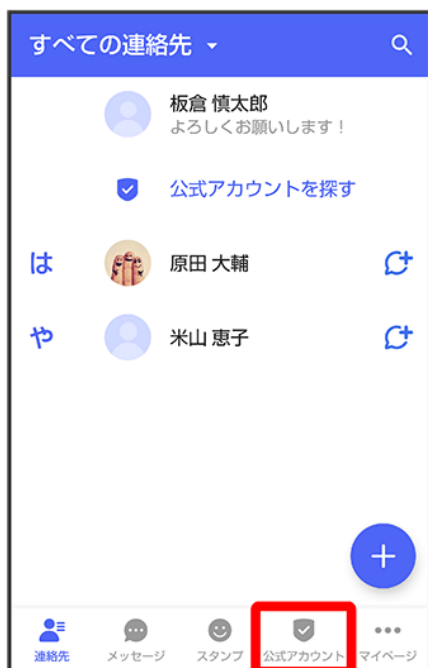 すべての連絡先
板倉 慎太郎
よろしくお願いします！
公式アカウントを探す
は 原田 大輔
や 米山 恵子
連絡先 メッセージ スタンプ 公式アカウント マイページ